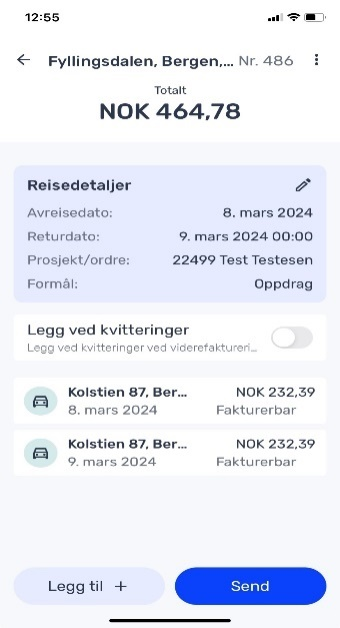 12:55
Fyllingsdalen, Bergen,... Nr. 486
Totalt
NOK 464,78
Reisedetaljer
Avreisedato: 8. mars 2024
Returdato: 9. mars 2024 00:00
Prosjekt/ordre: 22499 Test Testesen
Formål: Oppdrag
Legg ved kvitteringer
Legg ved kvitteringer ved viderefaktureri...
Kolstien 87, Ber... NOK 232,39
8. mars 2024 Fakturerbar
Kolstien 87, Ber... NOK 232,39
9. mars 2024 Fakturerbar
Legg til + Send